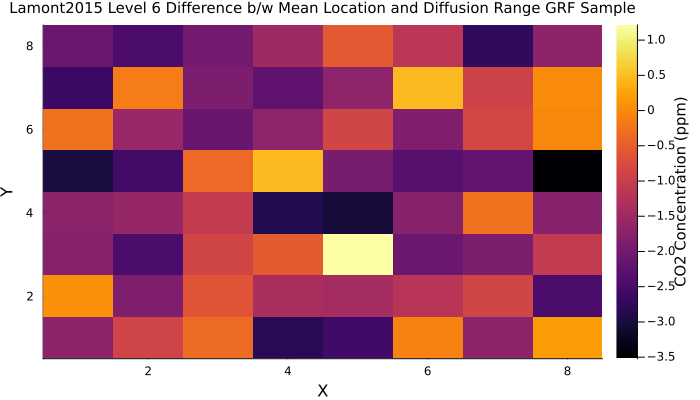 Lamont2015 Level 6 Difference b/w Mean Location and Diffusion Range GRF Sample
8
6
4
2
Y
2 4 6 8
X
1.0
0.5
0
−0.5
−1.0
−1.5
−2.0
−2.5
−3.0
−3.5
CO2 Concentration (ppm)